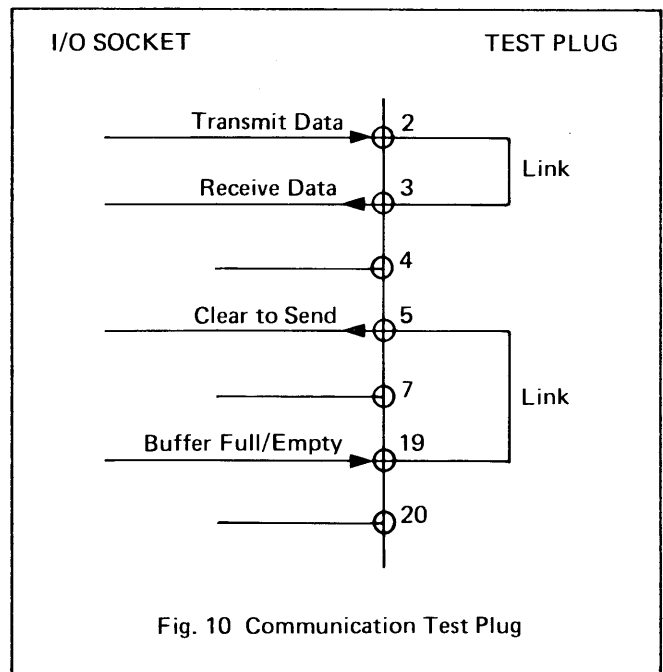 I/O SOCKET TEST PLUG
Transmit Data 2
Link
Receive Data 3
4
Clear to Send 5
7
Link
Buffer Full/Empty 19
20
Fig. 10 Communication Test Plug